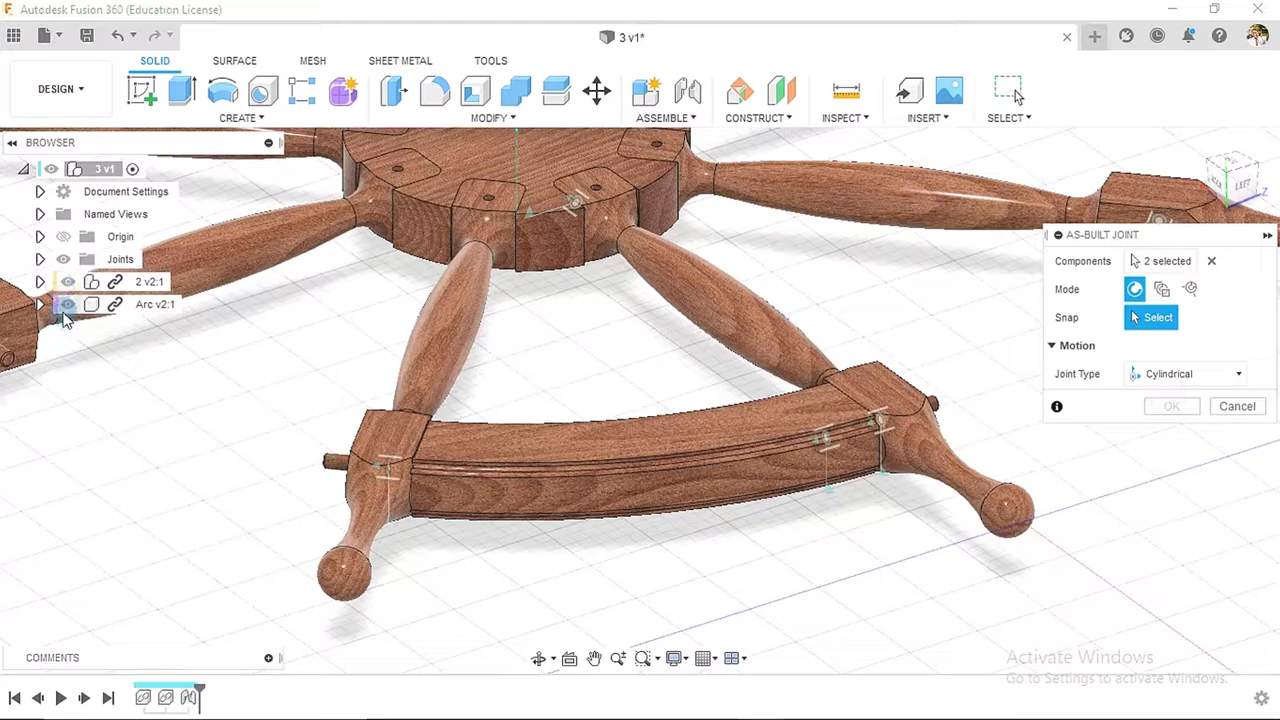 Autodesk Fusion 360 (Education License)
3 v1*
DESIGN
SOLID
SURFACE
MESH
SHEET METAL
TOOLS
CREATE
MODIFY
ASSEMBLE
CONSTRUCT
INSPECT
INSERT
SELECT
BROWSER
3 v1
Document Settings
Named Views
Origin
Joints
2 v2:1
Arc v2:1
LEFT
Z
AS-BUILT JOINT
Components
2 selected
Mode
Snap
Select
Motion
Joint Type
Cylindrical
OK
Cancel
COMMENTS
Activate Windows
Go to Settings to activate Windows.